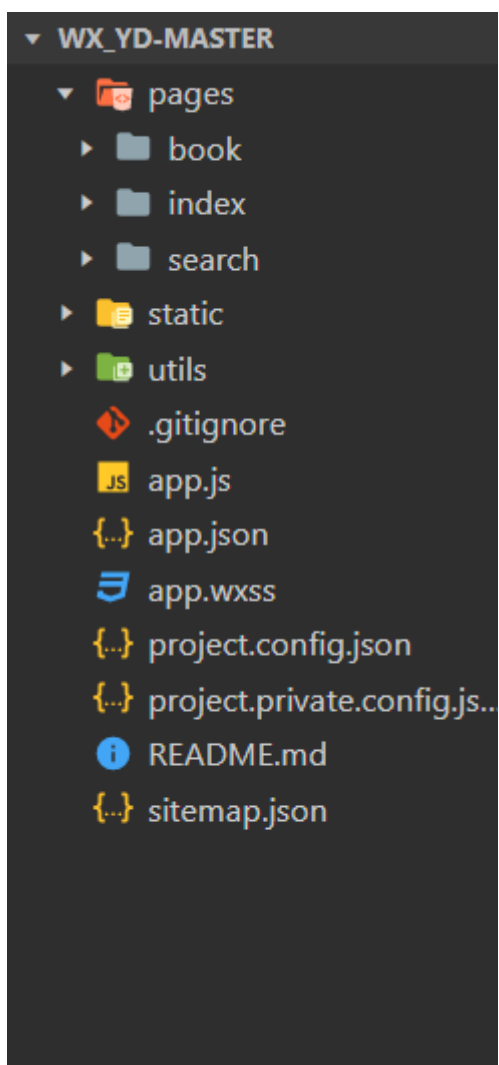 WX_YD-MASTER
pages
book
index
search
static
utils
.gitignore
JS app.js
{...} app.json
app.wxss
{...} project.config.json
{...} project.private.config.js...
README.md
{...} sitemap.json